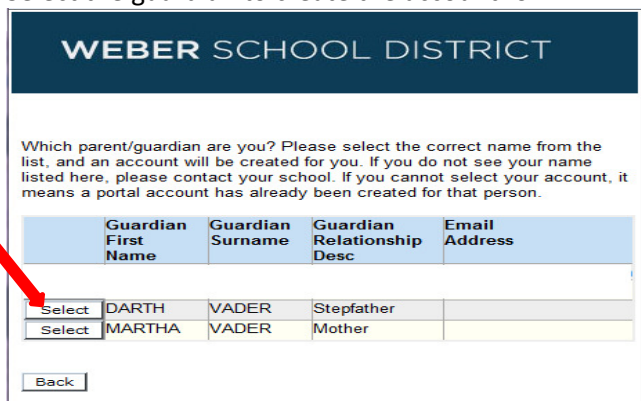 WEBER SCHOOL DISTRICT
Which parent/guardian are you? Please select the correct name from the
list, and an account will be created for you. If you do not see your name
listed here, please contact your school. If you cannot select your account, it
means a portal account has already been created for that person.
Guardian First Name Guardian Surname Guardian Relationship Desc Email Address
Select DARTH VADER Stepfather
Select MARTHA VADER Mother
Back